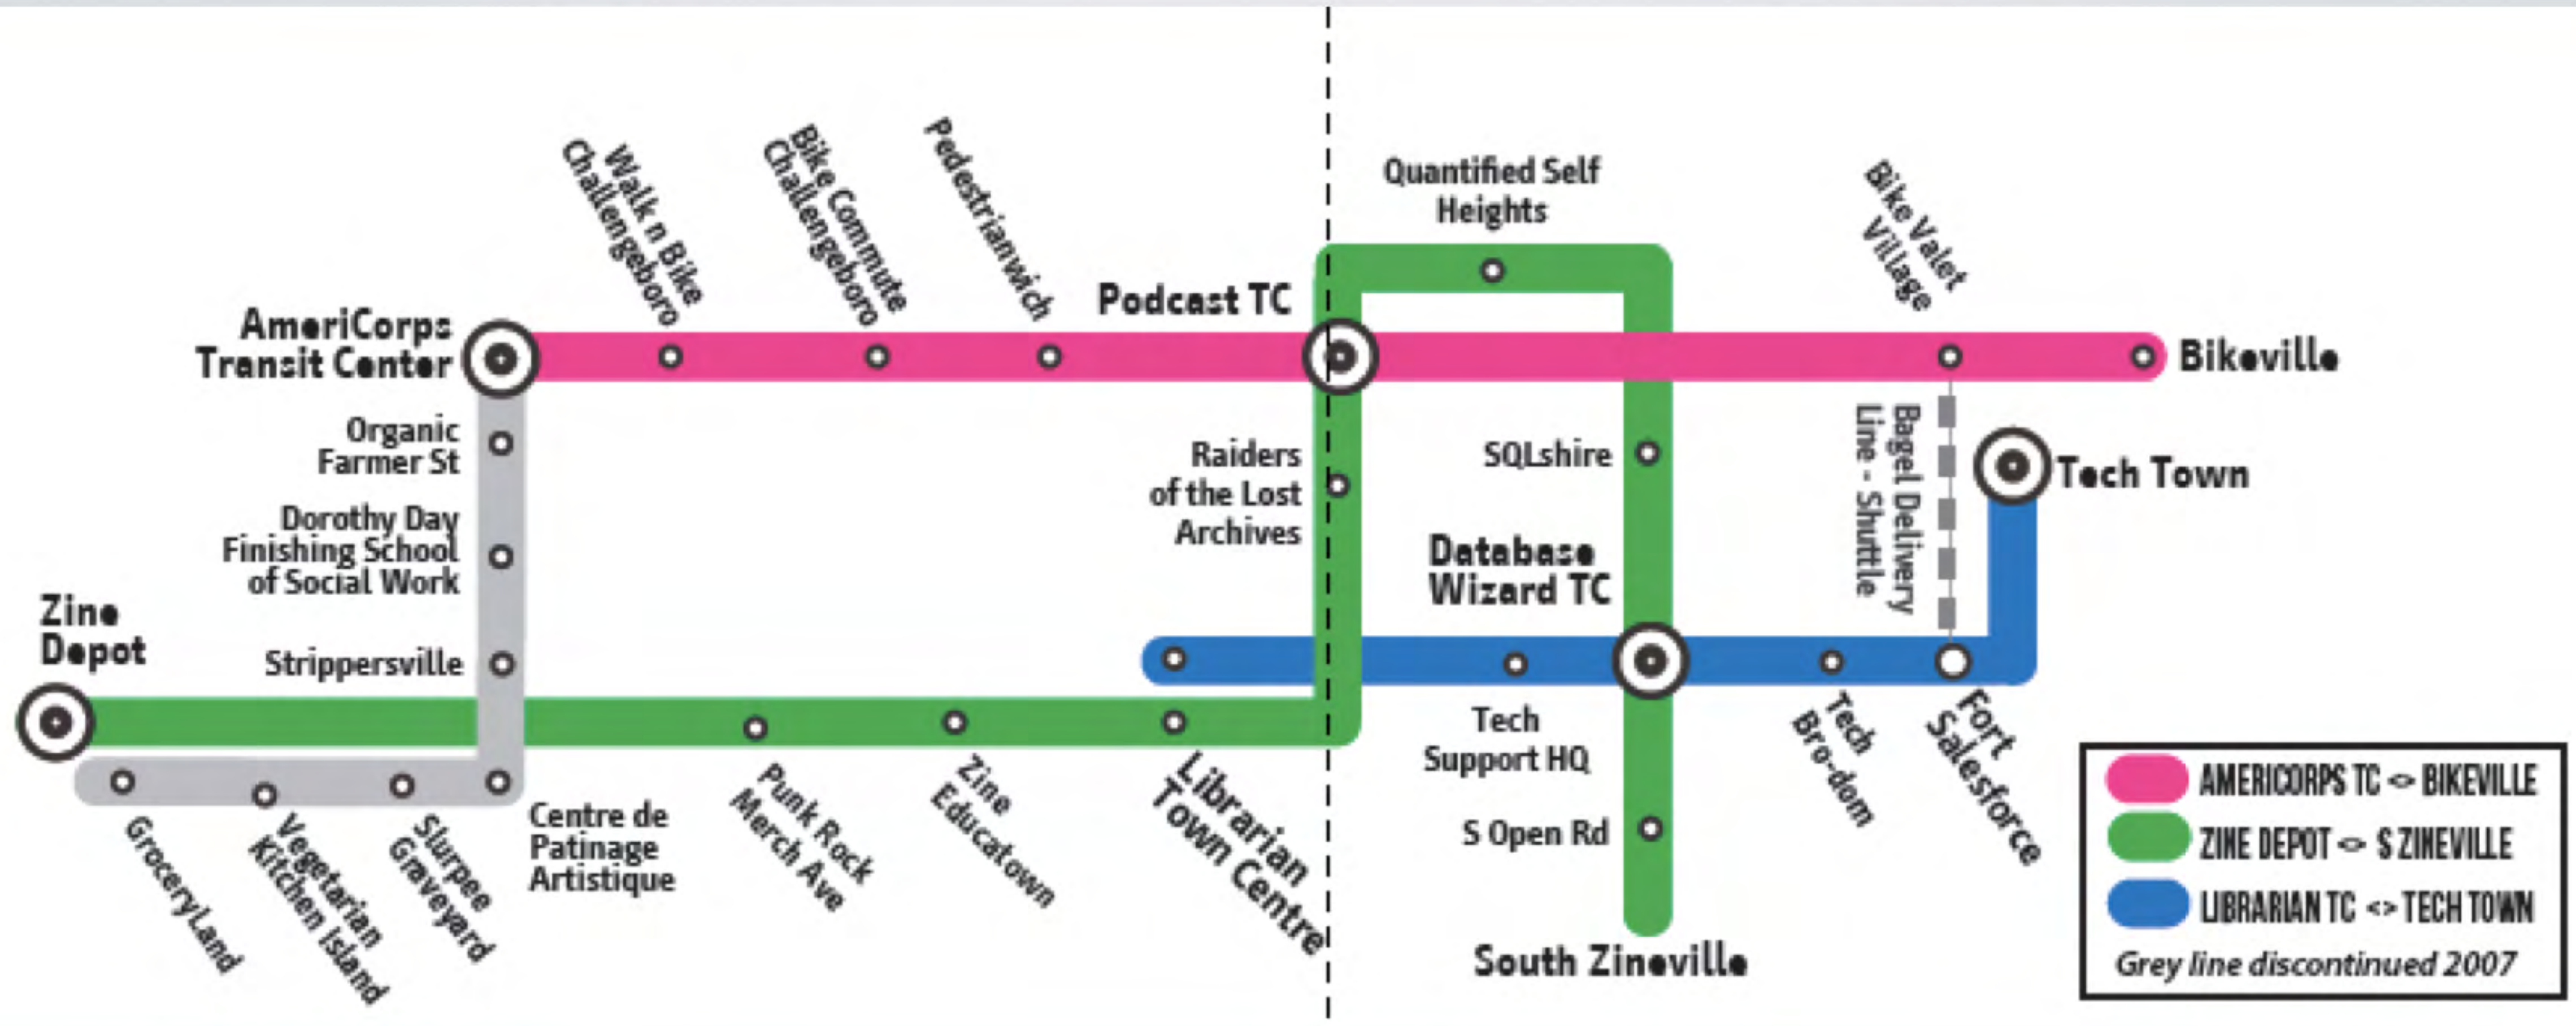 Walk n Bike
Challengeboro
Bike Commute
Challengeboro
Pedestrianwich
Quantified Self
Heights
Bike Valet
Village
AmeriCorps
Transit Center
Podcast TC
Bikeville
Organic
Farmer St
Raiders
of the Lost
Archives
SQLshire
Bagel Delivery
Line - Shuttle
Tech Town
Dorothy Day
Finishing School
of Social Work
Database
Wizard TC
Zine
Depot
Strippersville
Tech
Support HQ
Tech
Bro-dom
Fort
Salesforce
GroceryLand
Vegetarian
Kitchen Island
Slurpee
Graveyard
Centre de
Patinage
Artistique
Punk Rock
Merch Ave
Zine
Educatown
Librarian
Town Centre
S Open Rd
South Zineville
AMERICORPS TC <> BIKEVILLE
ZINE DEPOT <> S ZINEVILLE
LIBRARIAN TC <> TECH TOWN
Grey line discontinued 2007